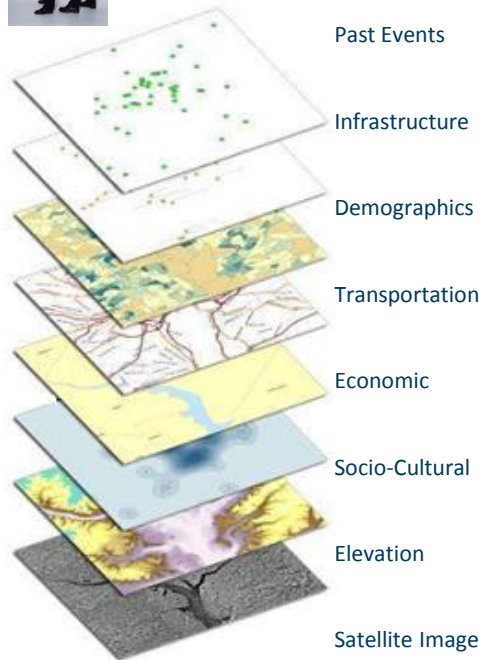 Past Events
Infrastructure
Demographics
Transportation
Economic
Socio-Cultural
Elevation
Satellite Image